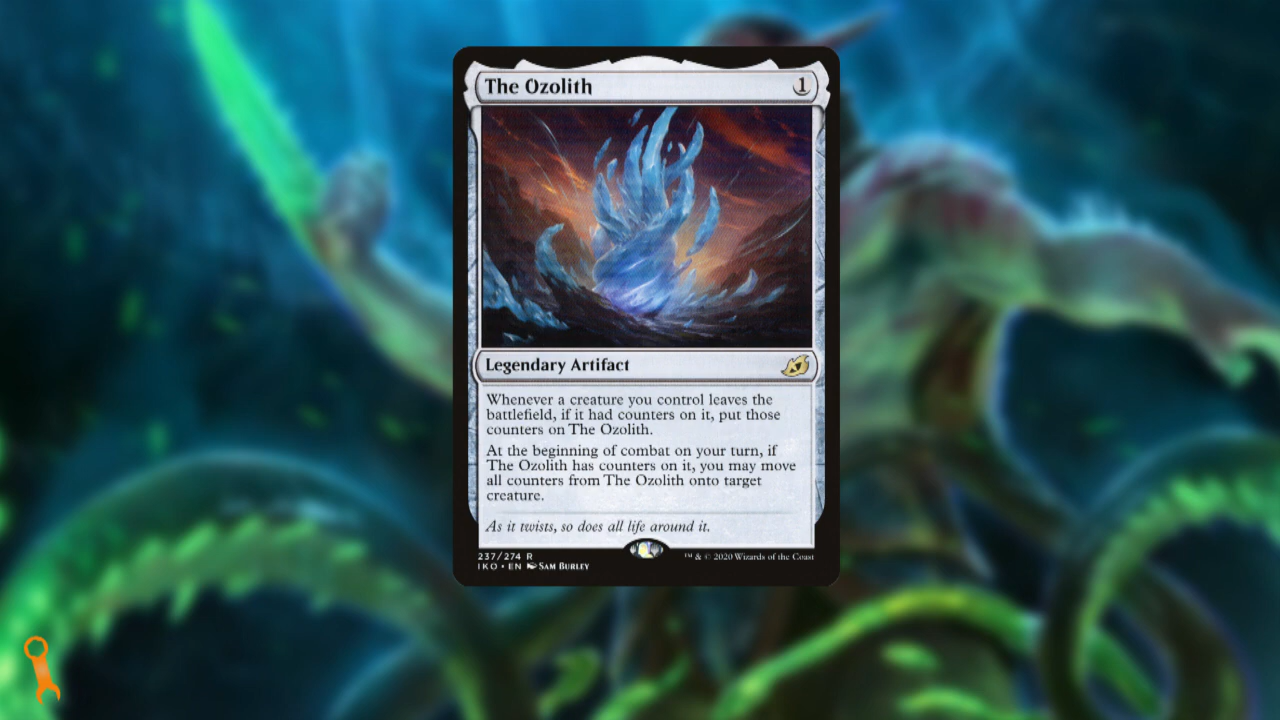 The Ozolith 1
Legendary Artifact
Whenever a creature you control leaves the
battlefield, if it had counters on it, put those
counters on The Ozolith.
At the beginning of combat on your turn, if
The Ozolith has counters on it, you may move
all counters from The Ozolith onto target
creature.
As it twists, so does all life around it.
237/274 R
IKO • EN SAM BURLEY
™ & © 2020 Wizards of the Coast